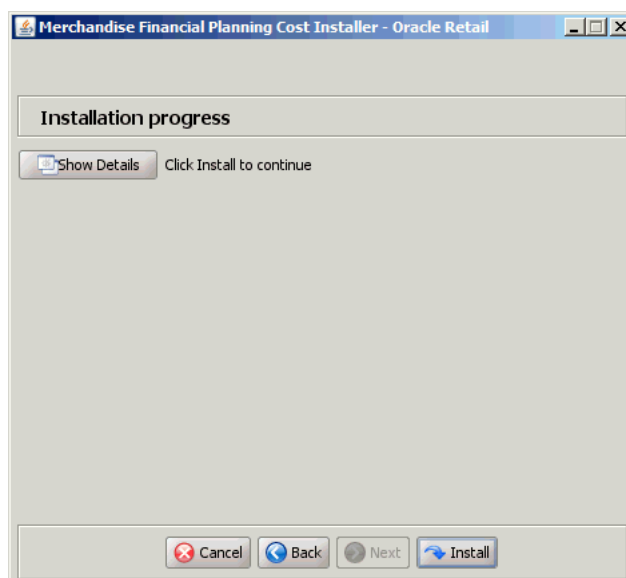 Merchandise Financial Planning Cost Installer - Oracle Retail
Installation progress
Show Details Click Install to continue
Cancel Back Next Install